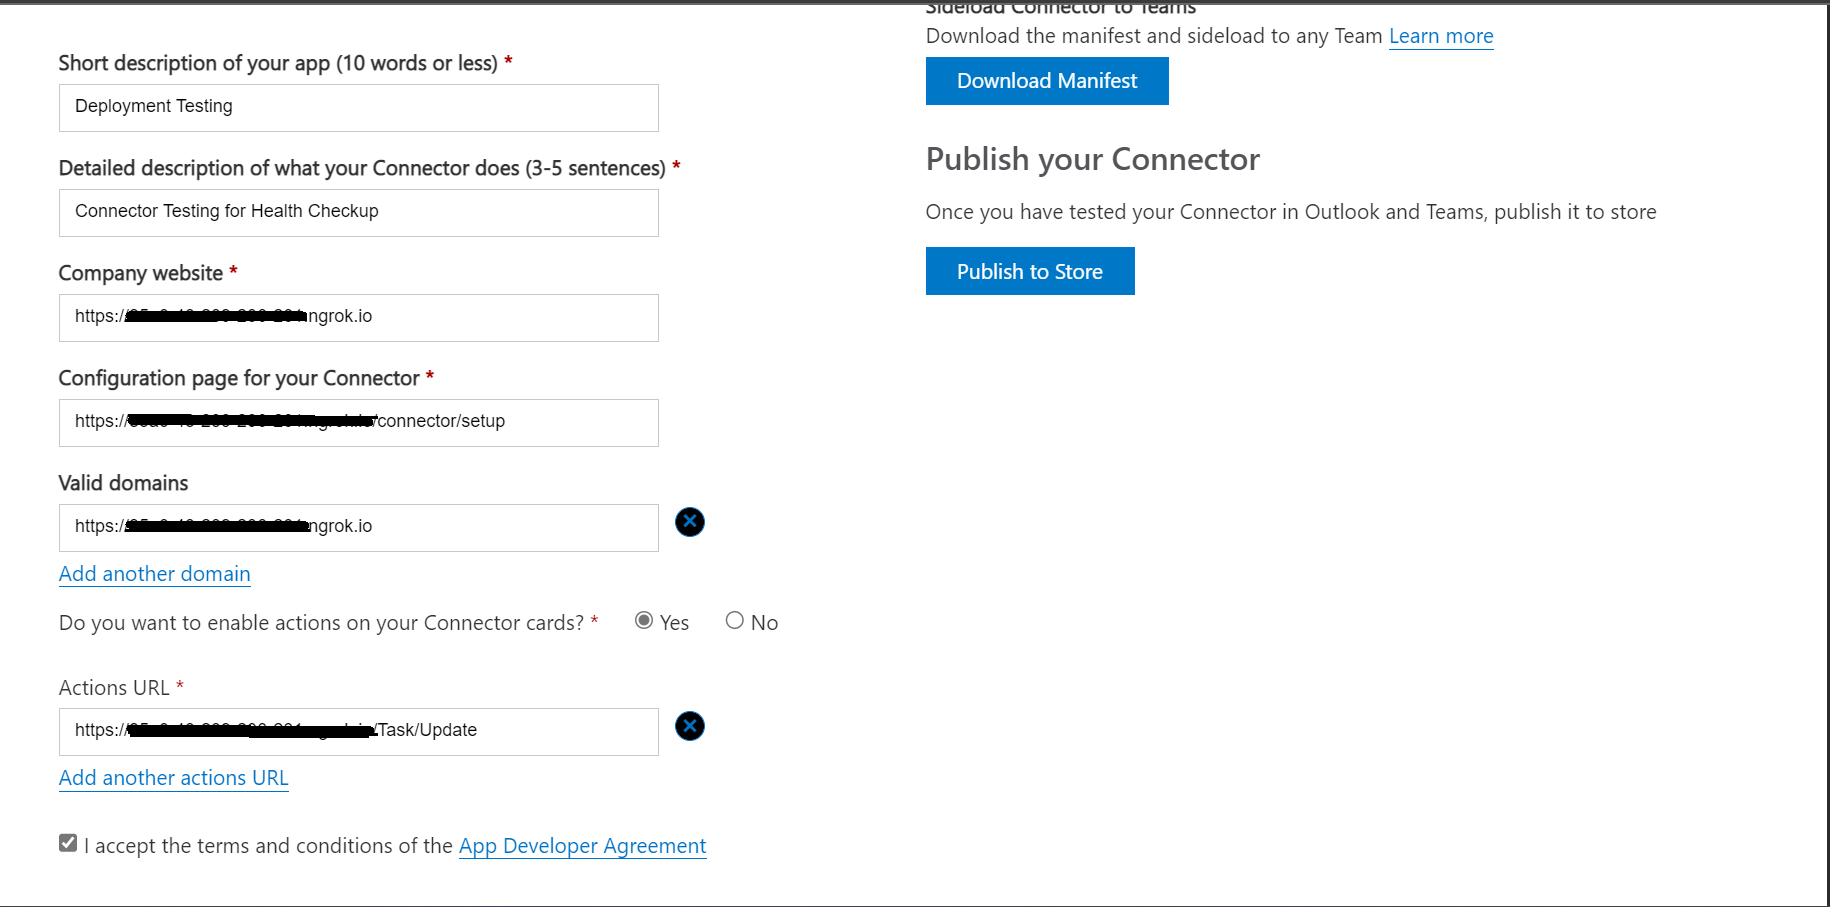 Short description of your app (10 words or less) *
Deployment Testing
Detailed description of what your Connector does (3-5 sentences) *
Connector Testing for Health Checkup
Company website *
https:/ ngrok.io
Configuration page for your Connector *
https:/ /connector/setup
Valid domains
https:/ ngrok.io
Add another domain
Do you want to enable actions on your Connector cards? * Yes No
Actions URL *
https:/ /Task/Update
Add another actions URL
I accept the terms and conditions of the App Developer Agreement
Sideload Connector to Teams
Download the manifest and sideload to any Team Learn more
Download Manifest
Publish your Connector
Once you have tested your Connector in Outlook and Teams, publish it to store
Publish to Store